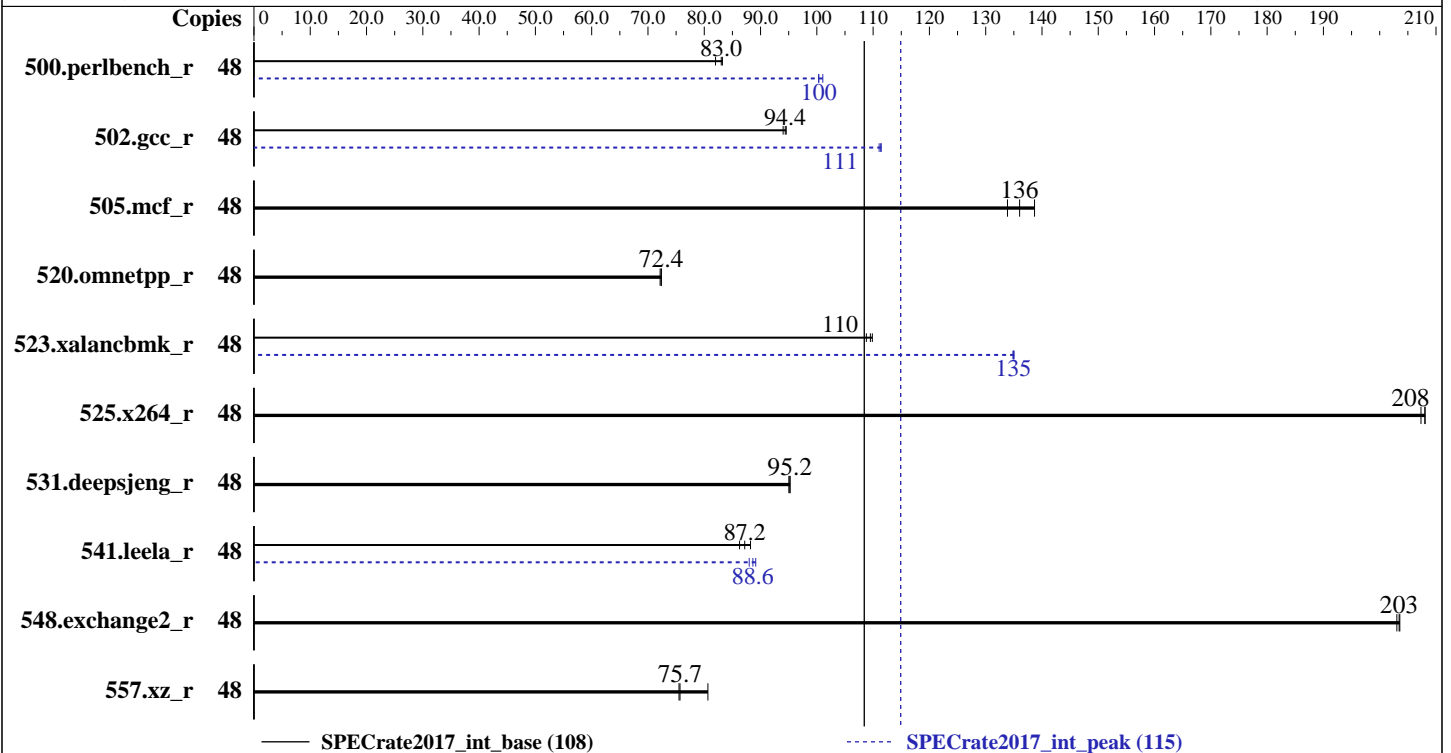 Copies 0 10.0 20.0 30.0 40.0 50.0 60.0 70.0 80.0 90.0 100 110 120 130 140 150 160 170 180 190 210
500.perlbench_r 48 83.0
100
502.gcc_r 48 94.4
111
505.mcf_r 48 136
520.omnetpp_r 48 72.4
523.xalancbmk_r 48 110
135
525.x264_r 48 208
531.deepsjeng_r 48 95.2
541.leela_r 48 87.2
88.6
548.exchange2_r 48 203
557.xz_r 48 75.7
SPECrate2017_int_base (108) SPECrate2017_int_peak (115)